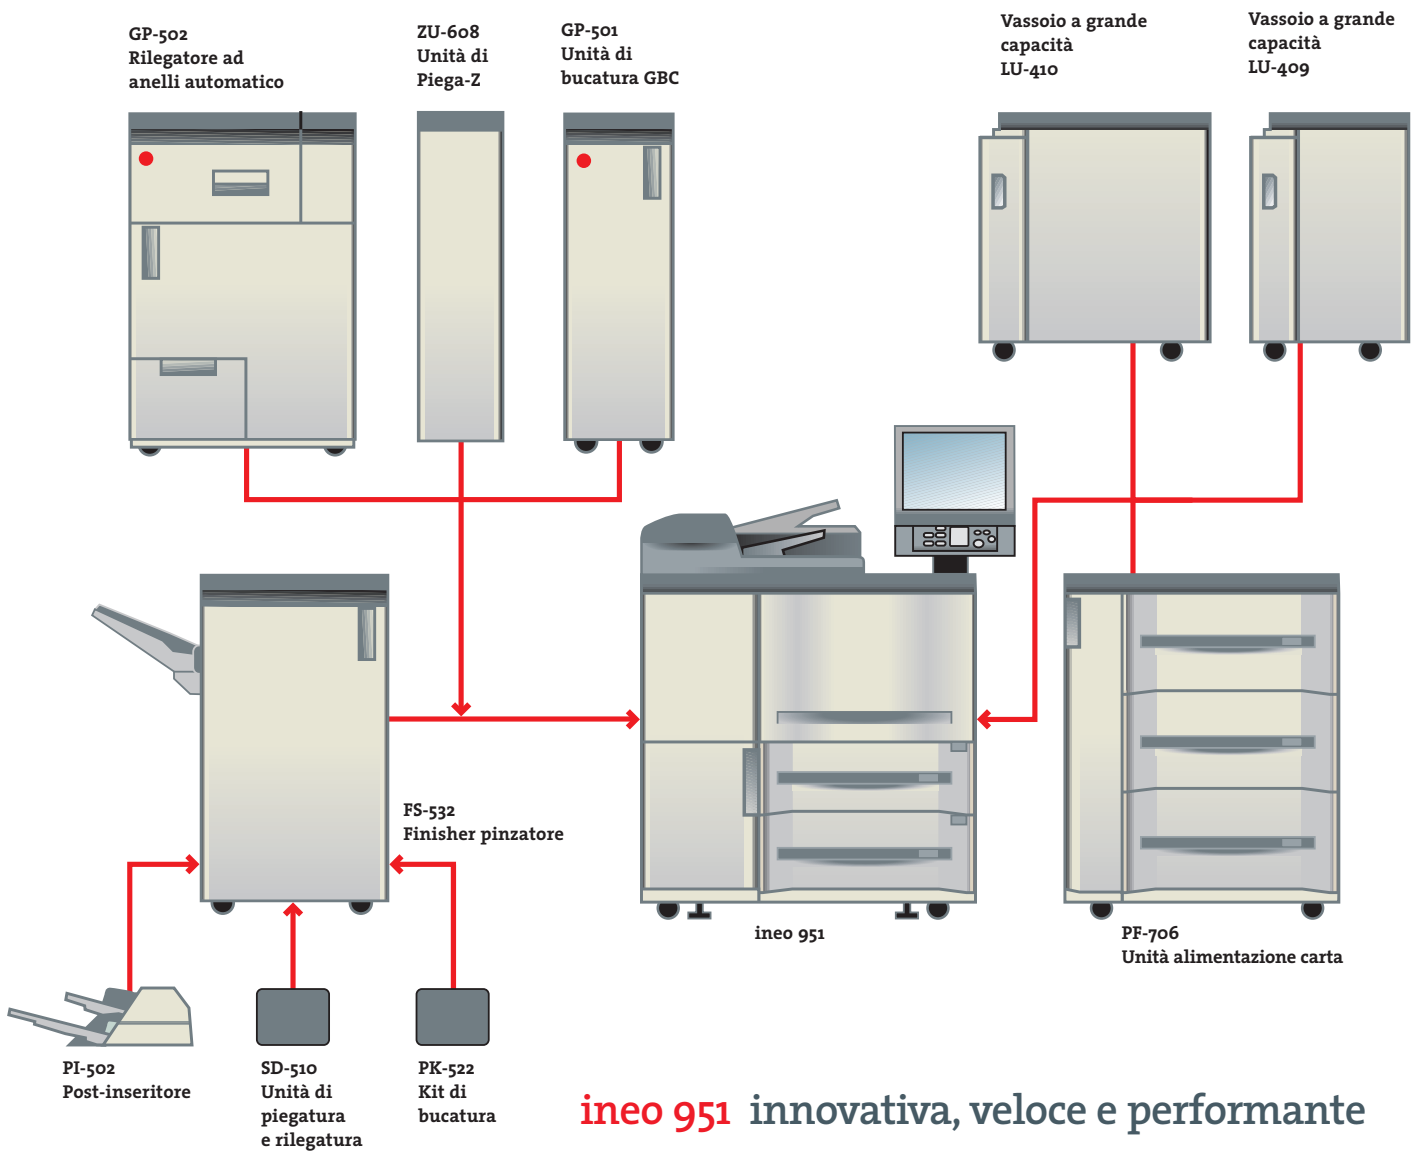 GP-502
Rilegatore ad
anelli automatico
ZU-608
Unità di
Piega-Z
GP-501
Unità di
bucatura GBC
Vassoio a grande
capacità
LU-410
Vassoio a grande
capacità
LU-409
FS-532
Finisher pinzatore
ineo 951
PF-706
Unità alimentazione carta
PI-502
Post-inseritore
SD-510
Unità di
piegatura
e rilegatura
PK-522
Kit di
bucatura
ineo 951 innovativa, veloce e performante